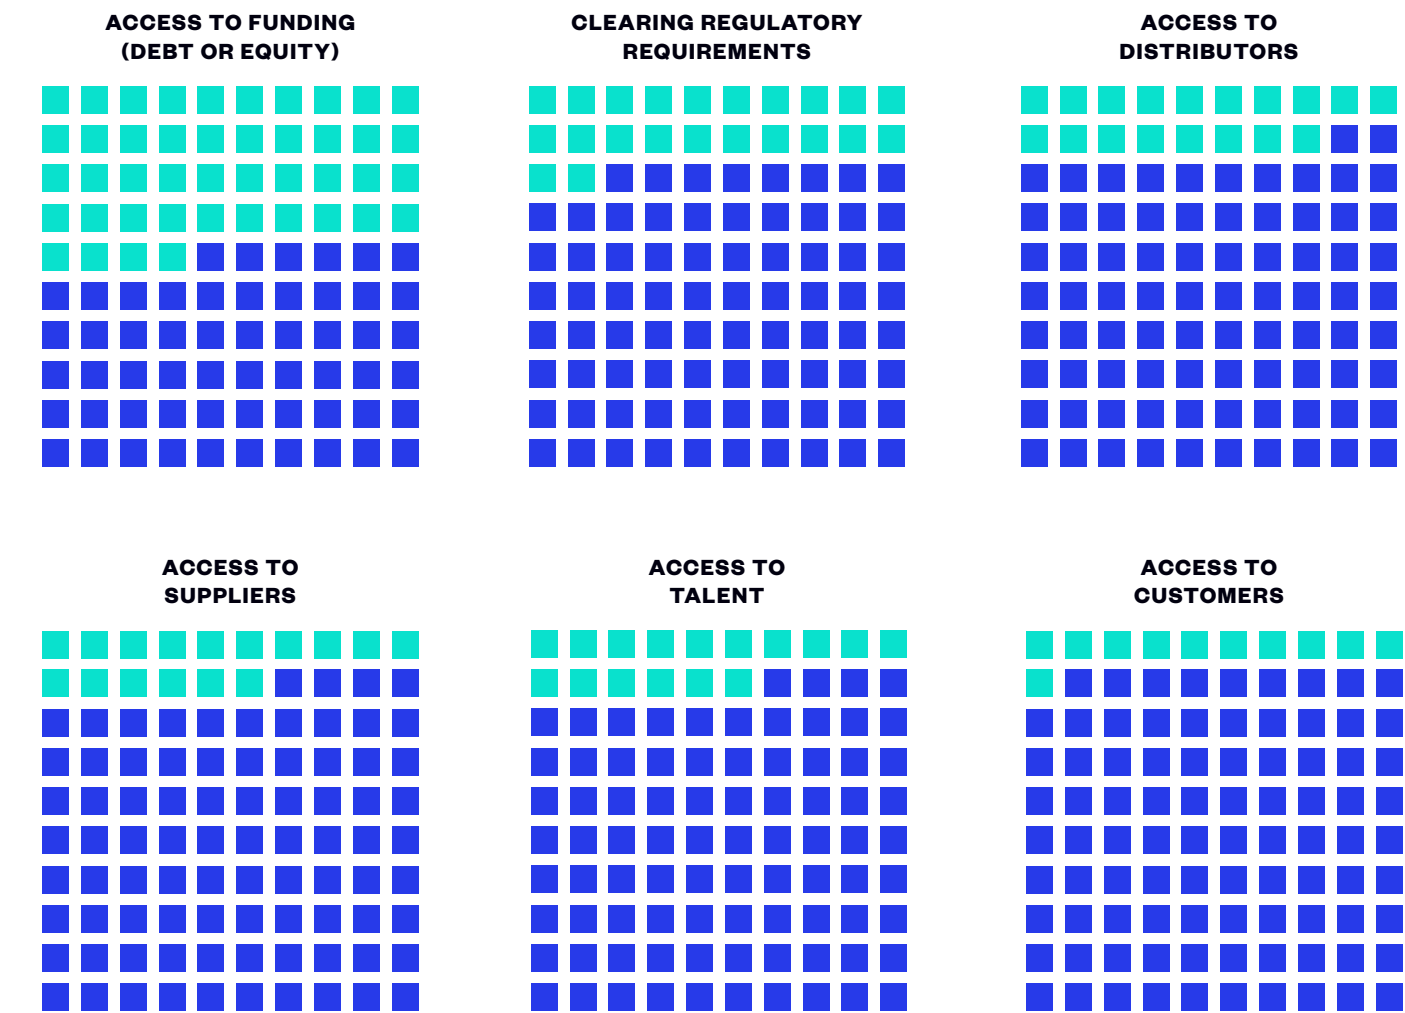 ACCESS TO FUNDING
(DEBT OR EQUITY)
CLEARING REGULATORY
REQUIREMENTS
ACCESS TO
DISTRIBUTORS
ACCESS TO
SUPPLIERS
ACCESS TO
TALENT
ACCESS TO
CUSTOMERS